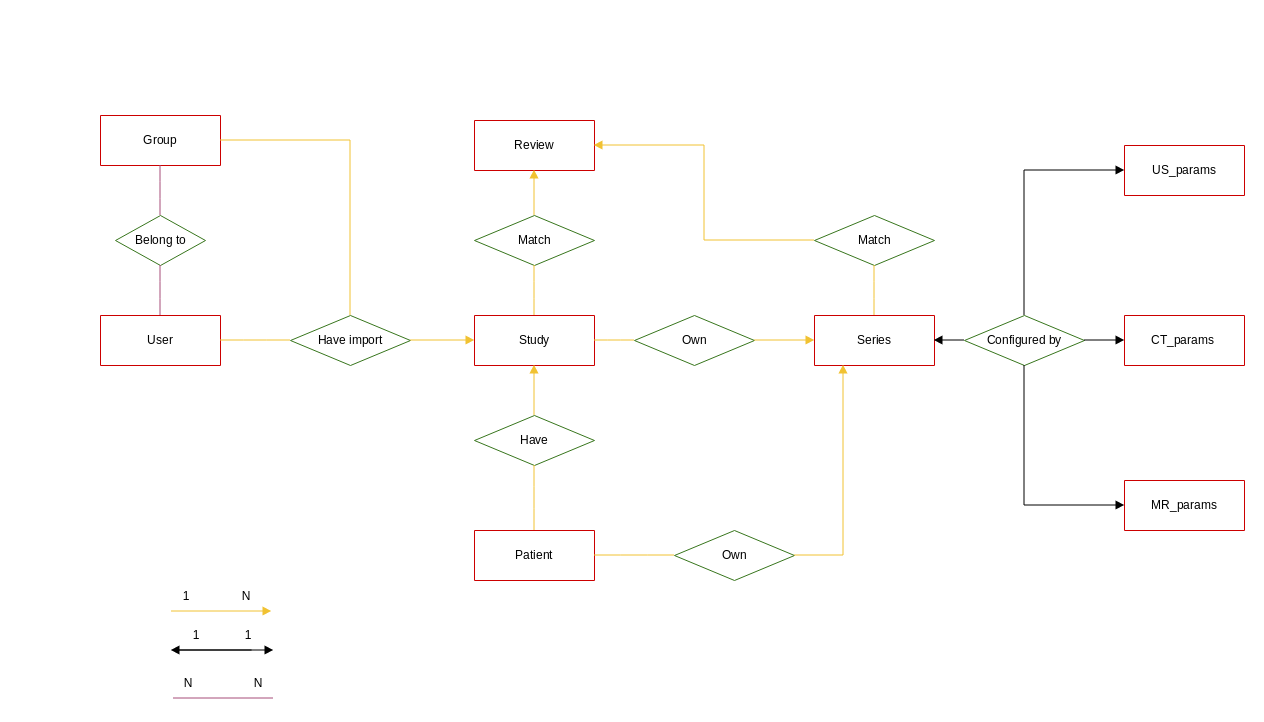 Group
Review
US_params
Belong to
Match
Match
User
Have import
Study
Own
Series
Configured by
CT_params
Have
MR_params
Patient
Own
1 N
1 1
N N